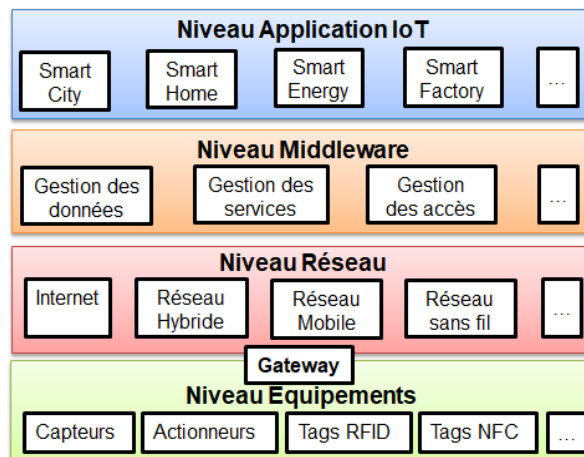 Niveau Application IoT
Smart
City
Smart
Home
Smart
Energy
Smart
Factory
...
Niveau Middleware
Gestion des
données
Gestion des
services
Gestion
des accès
...
Niveau Réseau
Internet
Réseau
Hybride
Réseau
Mobile
Réseau
sans fil
...
Gateway
Niveau Equipements
Capteurs
Actionneurs
Tags RFID
Tags NFC
...